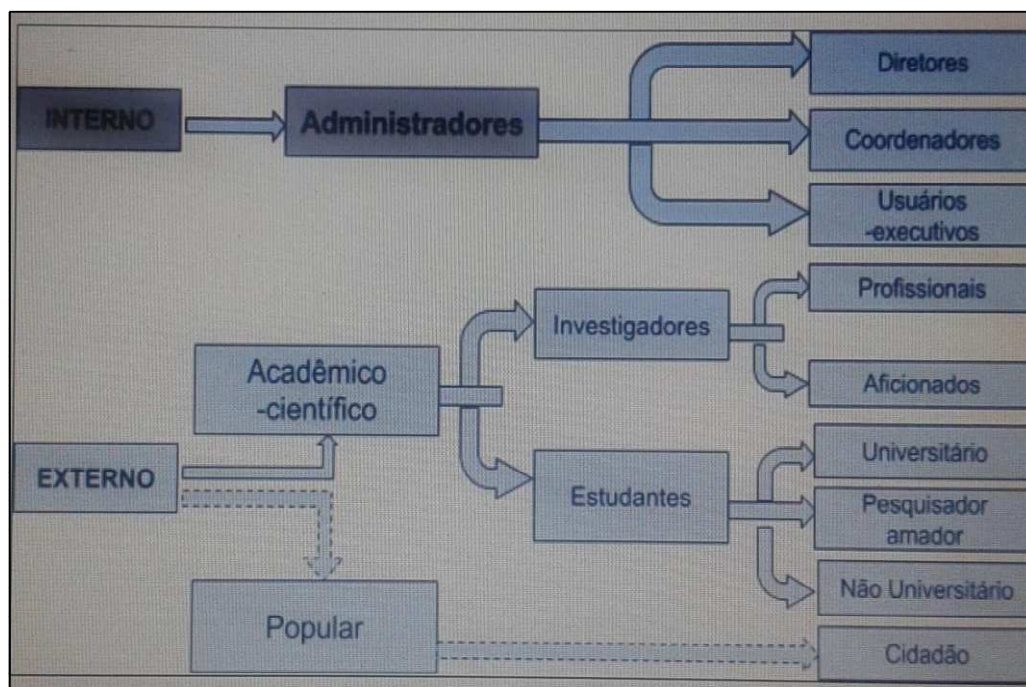 INTERNO
Administradores
Diretores
Coordenadores
Usuários
-executivos
EXTERNO
Acadêmico
-científico
Investigadores
Profissionais
Aficionados
Estudantes
Universitário
Pesquisador
amador
Não Universitário
Popular
Cidadão